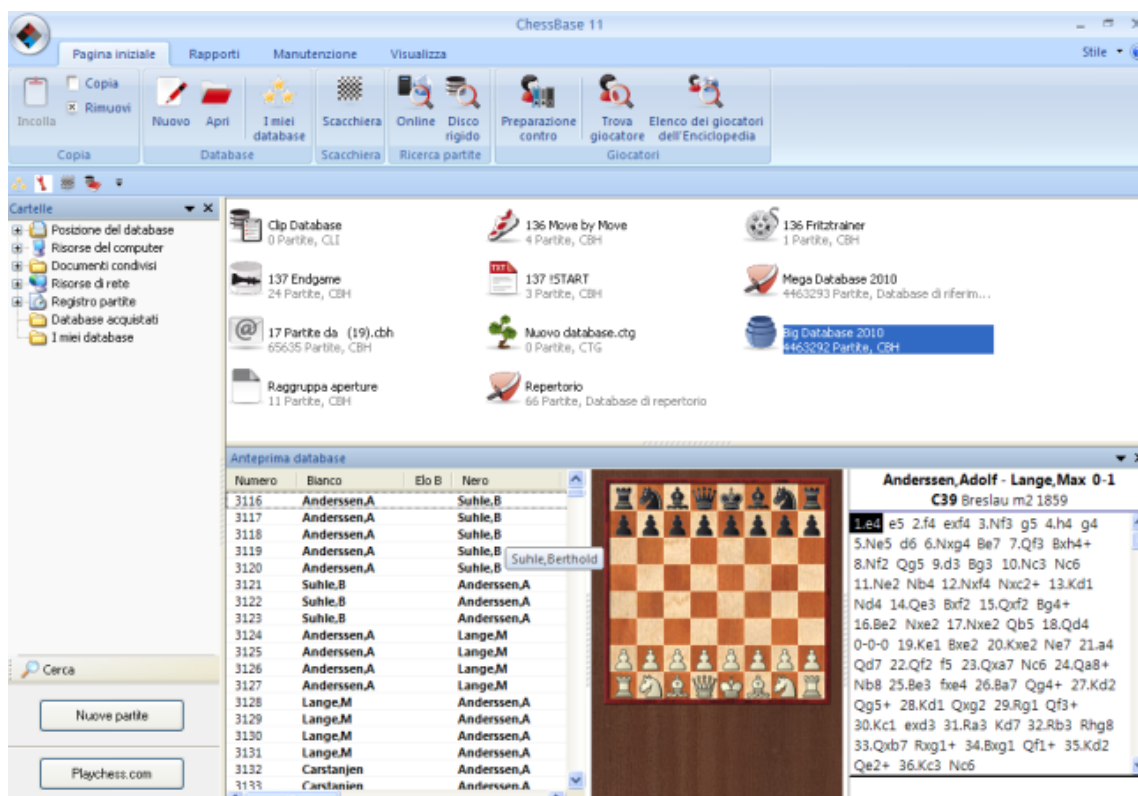 ChessBase 11
Pagina iniziale Rapporti Manutenzione Visualizza Stile
Incolla
Copia
Rimuovi
Nuovo Apri I miei database
Scacchiera
Online Disco rigido
Preparazione contro
Trova giocatore
Elenco dei giocatori dell'Enciclopedia
Copia Database Scacchiera Ricerca partite Giocatori
Cartelle
Posizione del database
Risorse del computer
Documenti condivisi
Risorse di rete
Registro partite
Database acquistati
I miei database
Clip Database
0 Partite, CLI
136 Move by Move
4 Partite, CBH
136 Fritztrainer
1 Partite, CBH
137 Endgame
24 Partite, CBH
TXT
137 !START
3 Partite, CBH
Mega Database 2010
4463293 Partite, Database di riferim...
17 Partite da (19).cbh
65635 Partite, CBH
Nuovo database.ctg
0 Partite, CTG
Big Database 2010
4463292 Partite, CBH
Raggruppa aperture
11 Partite, CBH
Repertorio
66 Partite, Database di repertorio
Cerca
Nuove partite
Playchess.com
Anteprima database
Numero Bianco Elo B Nero
3116 Anderssen,A Suhle,B
3117 Anderssen,A Suhle,B
3118 Anderssen,A Suhle,B
3119 Anderssen,A Suhle,B
3120 Anderssen,A Suhle,B
Suhle,Berthold
3121 Suhle,B Anderssen,A
3122 Suhle,B Anderssen,A
3123 Suhle,B Anderssen,A
3124 Anderssen,A Lange,M
3125 Anderssen,A Lange,M
3126 Anderssen,A Lange,M
3127 Anderssen,A Lange,M
3128 Lange,M Anderssen,A
3129 Lange,M Anderssen,A
3130 Lange,M Anderssen,A
3131 Lange,M Anderssen,A
3132 Carstanjen Anderssen,A
3133 Carstanjen Anderssen,A
Anderssen,Adolf - Lange,Max 0-1
C39 Breslau m2 1859
1.e4 e5 2.f4 exf4 3.Nf3 g5 4.h4 g4
5.Ne5 d6 6.Nxg4 Be7 7.Qf3 Bxh4+
8.Nf2 Qg5 9.d3 Bg3 10.Nc3 Nc6
11.Ne2 Nb4 12.Nxf4 Nxc2+ 13.Kd1
Nd4 14.Qe3 Bxf2 15.Qxf2 Bg4+
16.Be2 Nxe2 17.Nxe2 Qb5 18.Qd4
0-0-0 19.Ke1 Bxe2 20.Kxe2 Ne7 21.a4
Qd7 22.Qf2 f5 23.Qxa7 Nc6 24.Qa8+
Nb8 25.Be3 fxe4 26.Ba7 Qg4+ 27.Kd2
Qg5+ 28.Kd1 Qxg2 29.Rg1 Qf3+
30.Kc1 exd3 31.Ra3 Kd7 32.Rb3 Rhg8
33.Qxb7 Rxg1+ 34.Bxg1 Qf1+ 35.Kd2
Qe2+ 36.Kc3 Nc6